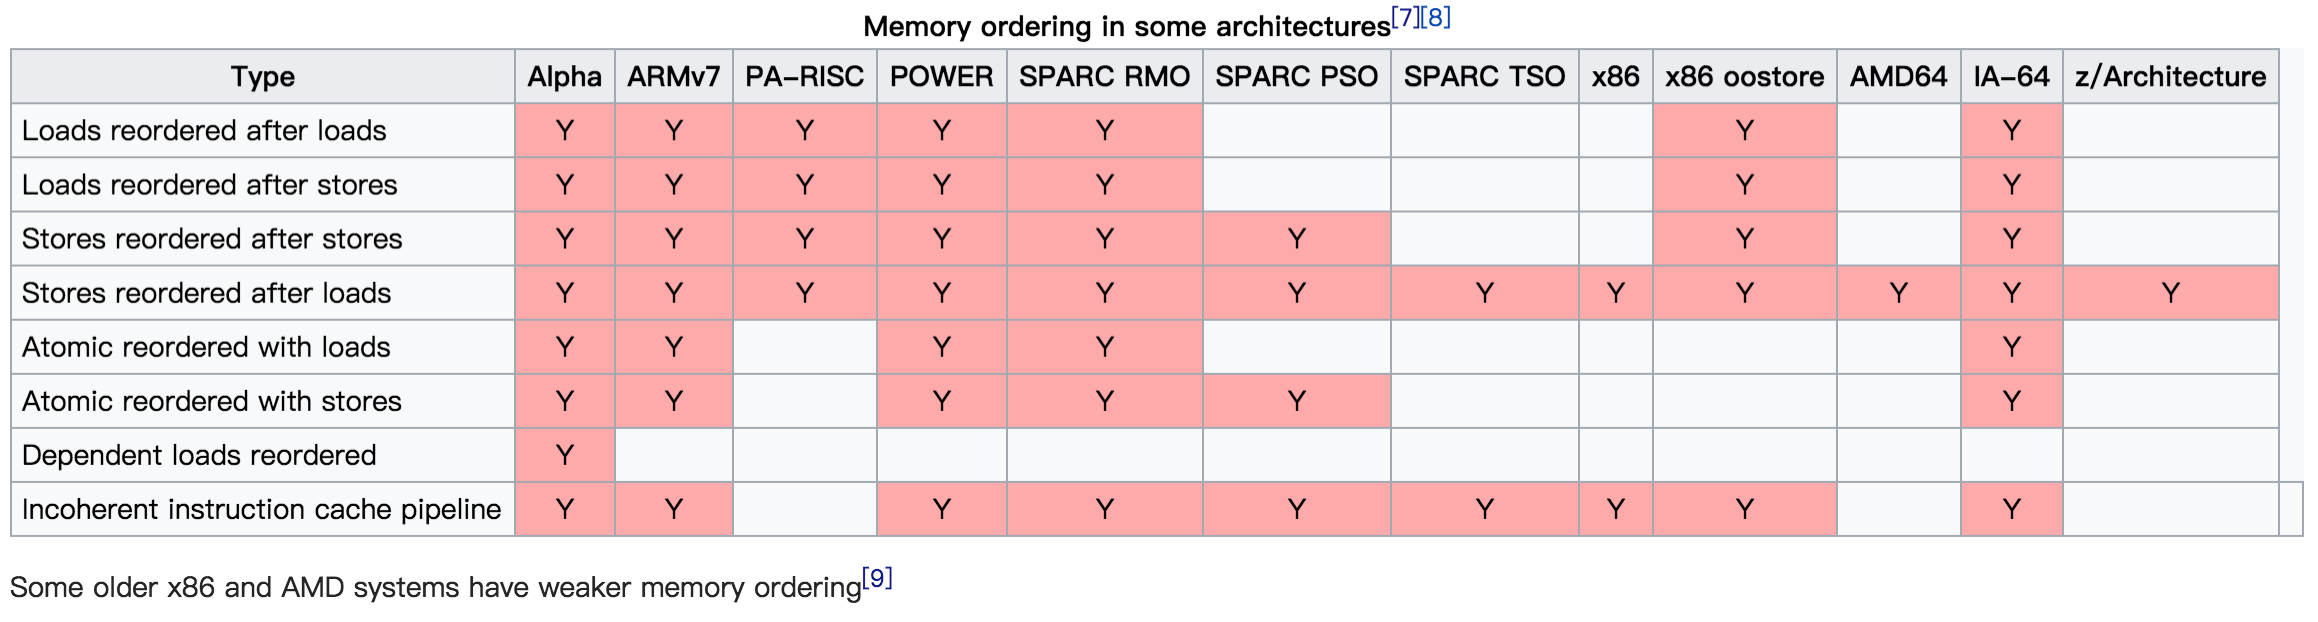 Memory ordering in some architectures[7][8]
Type Alpha ARMv7 PA-RISC POWER SPARC RMO SPARC PSO SPARC TSO x86 x86 oostore AMD64 IA-64 z/Architecture
Loads reordered after loads Y Y Y Y Y Y Y
Loads reordered after stores Y Y Y Y Y Y Y
Stores reordered after stores Y Y Y Y Y Y Y Y
Stores reordered after loads Y Y Y Y Y Y Y Y Y Y Y Y
Atomic reordered with loads Y Y Y Y Y
Atomic reordered with stores Y Y Y Y Y Y
Dependent loads reordered Y
Incoherent instruction cache pipeline Y Y Y Y Y Y Y Y Y
Some older x86 and AMD systems have weaker memory ordering[9]